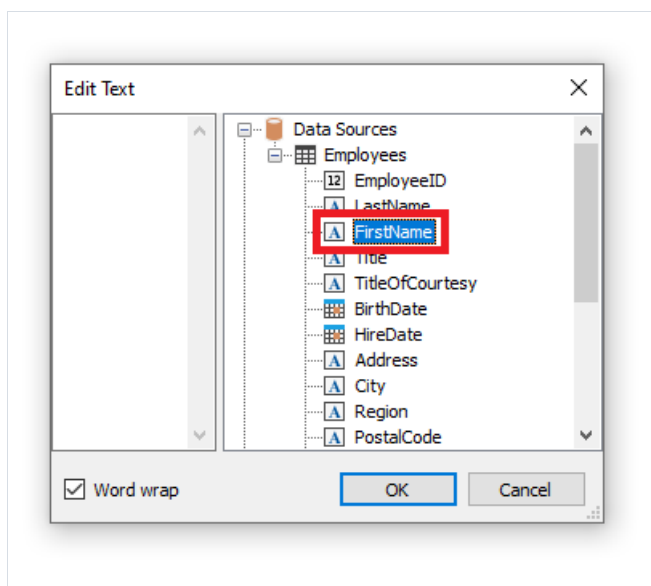 Edit Text
Data Sources
Employees
12 EmployeeID
A LastName
A FirstName
A Title
A TitleOfCourtesy
BirthDate
HireDate
A Address
A City
A Region
A PostalCode
Word wrap
OK
Cancel